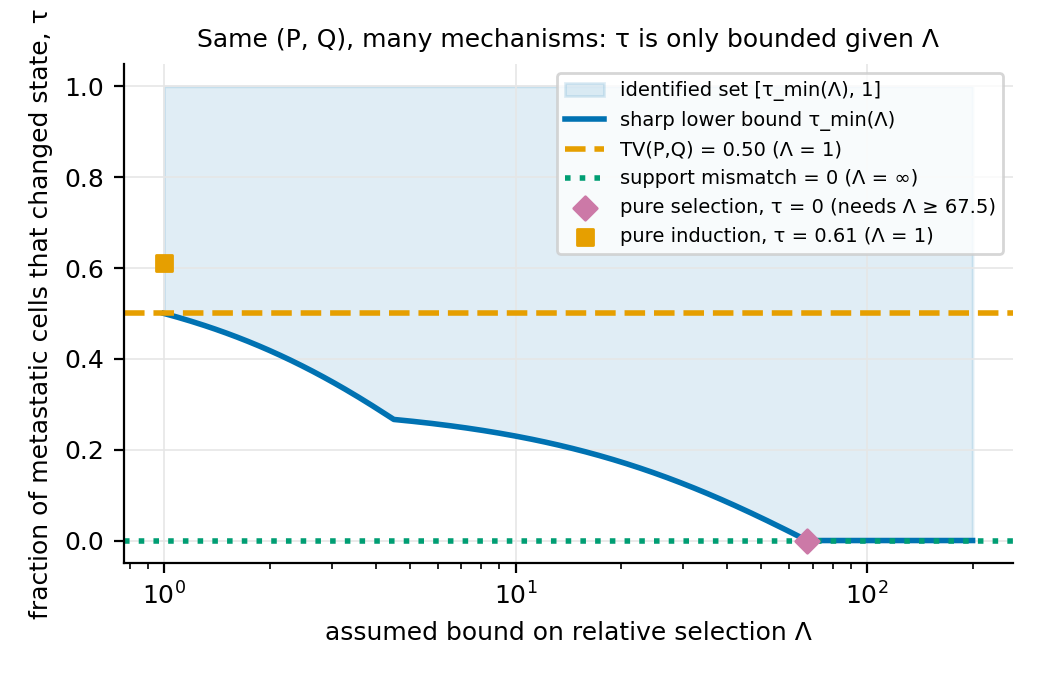 Same (P, Q), many mechanisms: τ is only bounded given Λ
fraction of metastatic cells that changed state, τ
1.0
0.8
0.6
0.4
0.2
0.0
identified set [τ_min(Λ), 1]
sharp lower bound τ_min(Λ)
TV(P,Q) = 0.50 (Λ = 1)
support mismatch = 0 (Λ = ∞)
pure selection, τ = 0 (needs Λ ≥ 67.5)
pure induction, τ = 0.61 (Λ = 1)
10⁰ 10¹ 10²
assumed bound on relative selection Λ